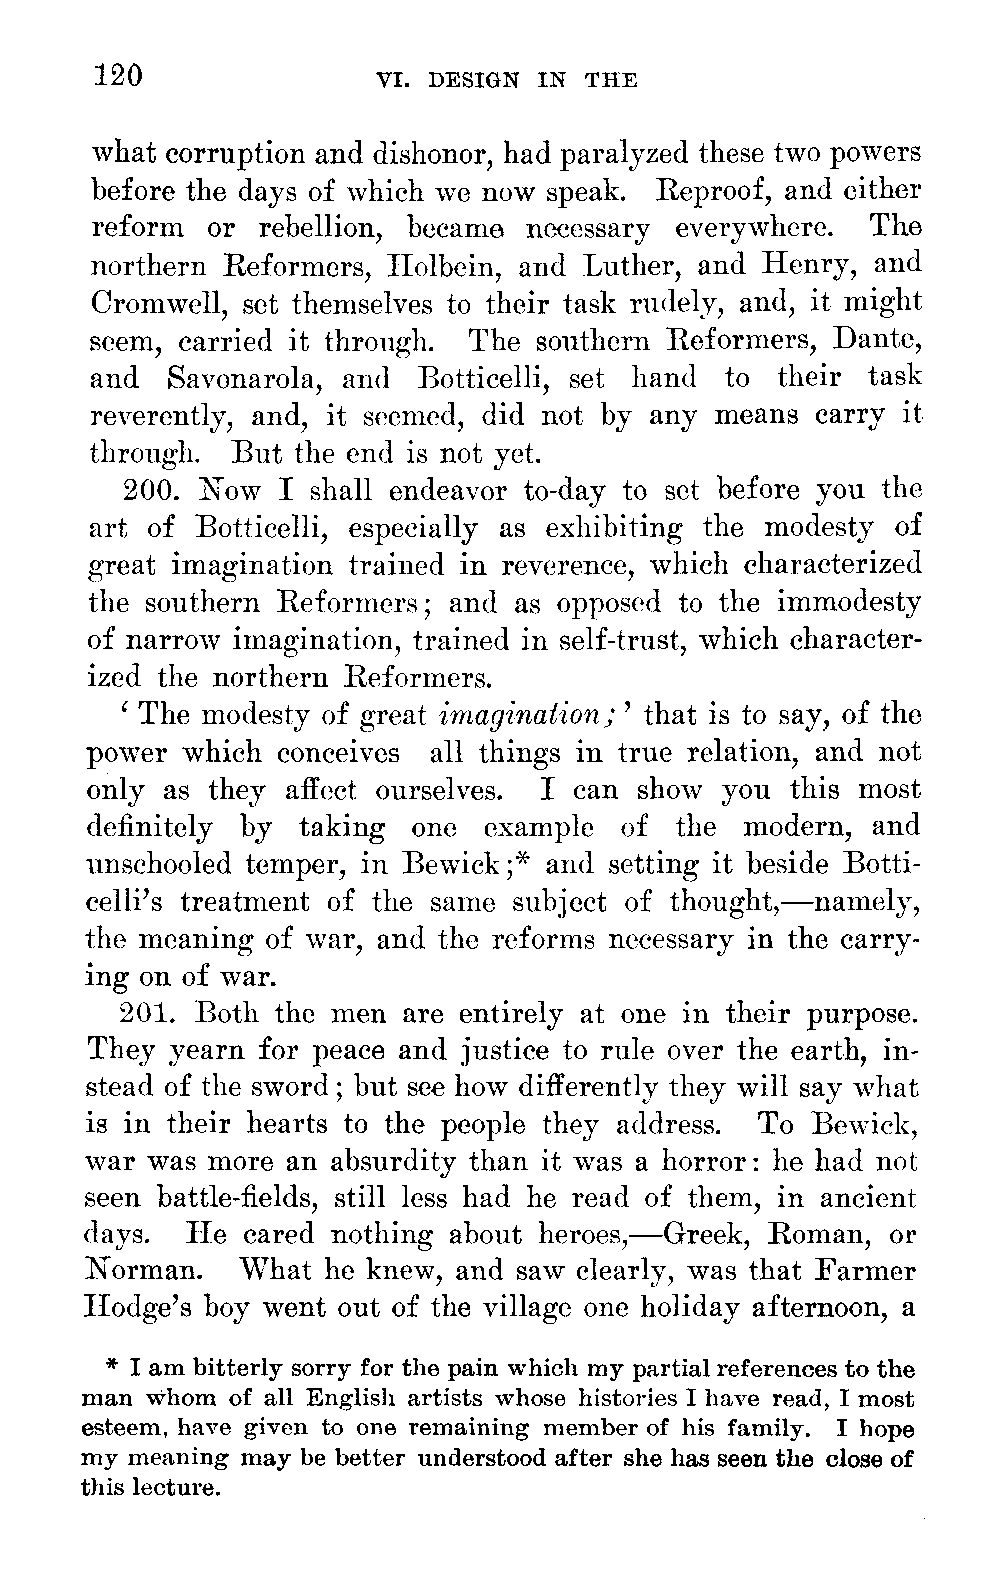 120 VI. DESIGN IN THE
what corruption and dishonor, had paralyzed these two powers
before the days of which we now speak. Reproof, and either
reform or rebellion, became necessary everywhere. The
northern Reformers, Holbein, and Luther, and Henry, and
Cromwell, set themselves to their task rudely, and, it might
seem, carried it through. The southern Reformers, Dante,
and Savonarola, and Botticelli, set hand to their task
reverently, and, it seemed, did not by any means carry it
through. But the end is not yet.
200. Now I shall endeavor to-day to set before you the
art of Botticelli, especially as exhibiting the modesty of
great imagination trained in reverence, which characterized
the southern Reformers; and as opposed to the immodesty
of narrow imagination, trained in self-trust, which character-
ized the northern Reformers.
‘The modesty of great imagination;’ that is to say, of the
power which conceives all things in true relation, and not
only as they affect ourselves. I can show you this most
definitely by taking one example of the modern, and
unschooled temper, in Bewick;* and setting it beside Botti-
celli’s treatment of the same subject of thought,—namely,
the meaning of war, and the reforms necessary in the carry-
ing on of war.
201. Both the men are entirely at one in their purpose.
They yearn for peace and justice to rule over the earth, in-
stead of the sword; but see how differently they will say what
is in their hearts to the people they address. To Bewick,
war was more an absurdity than it was a horror: he had not
seen battle-fields, still less had he read of them, in ancient
days. He cared nothing about heroes,—Greek, Roman, or
Norman. What he knew, and saw clearly, was that Farmer
Hodge’s boy went out of the village one holiday afternoon, a
* I am bitterly sorry for the pain which my partial references to the
man whom of all English artists whose histories I have read, I most
esteem, have given to one remaining member of his family. I hope
my meaning may be better understood after she has seen the close of
this lecture.